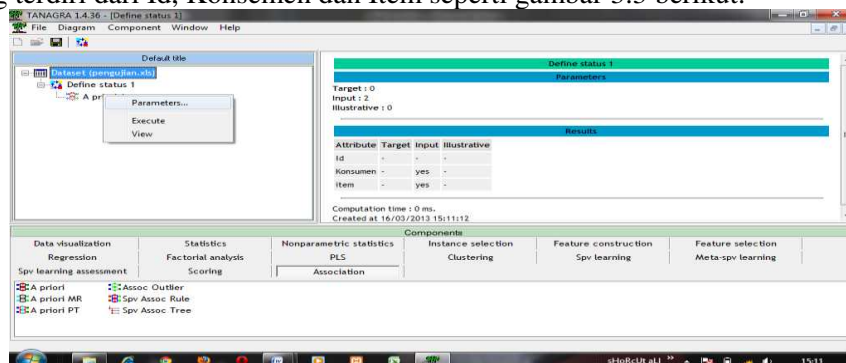 terdiri dari Id, Konsumen dan Item seperti gambar 5.5 berikut:
TANAGRA 1.4.36 - [Define status 1]
File Diagram Component Window Help
Default title
Dataset (pengujian.xls)
Define status 1
A pr
Parameters...
Execute
View
Define status 1
Parameters
Target : 0
Input : 2
Illustrative : 0
Results
Attribute Target Input Illustrative
Id - - -
Konsumen - yes -
Item - yes -
Computation time : 0 ms.
Created at 16/03/2013 15:11:12
Components
Data visualization Statistics Nonparametric statistics Instance selection Feature construction Feature selection
Regression Factorial analysis PLS Clustering Spv learning Meta-spv learning
Spv learning assessment Scoring Association
A priori Assoc Outlier
A priori MR Spv Assoc Rule
A priori PT Spv Assoc Tree
sHoRcUt aLL 15:11